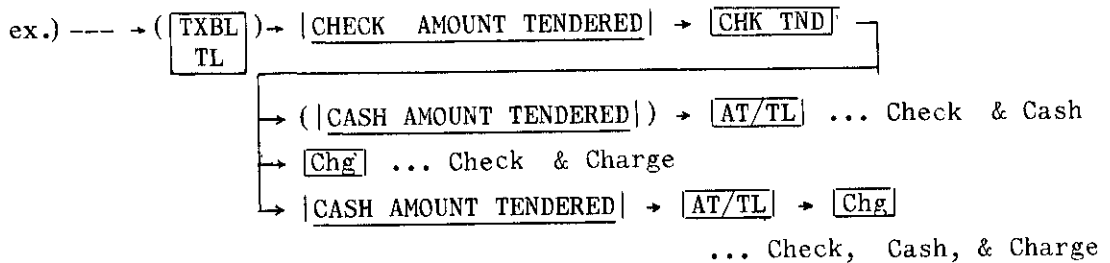 ex.) --- → ( TXBL TL ) → |CHECK AMOUNT TENDERED| → CHK TND
→ (|CASH AMOUNT TENDERED|) → AT/TL ... Check & Cash
→ Chg ... Check & Charge
→ |CASH AMOUNT TENDERED| → AT/TL → Chg
... Check, Cash, & Charge